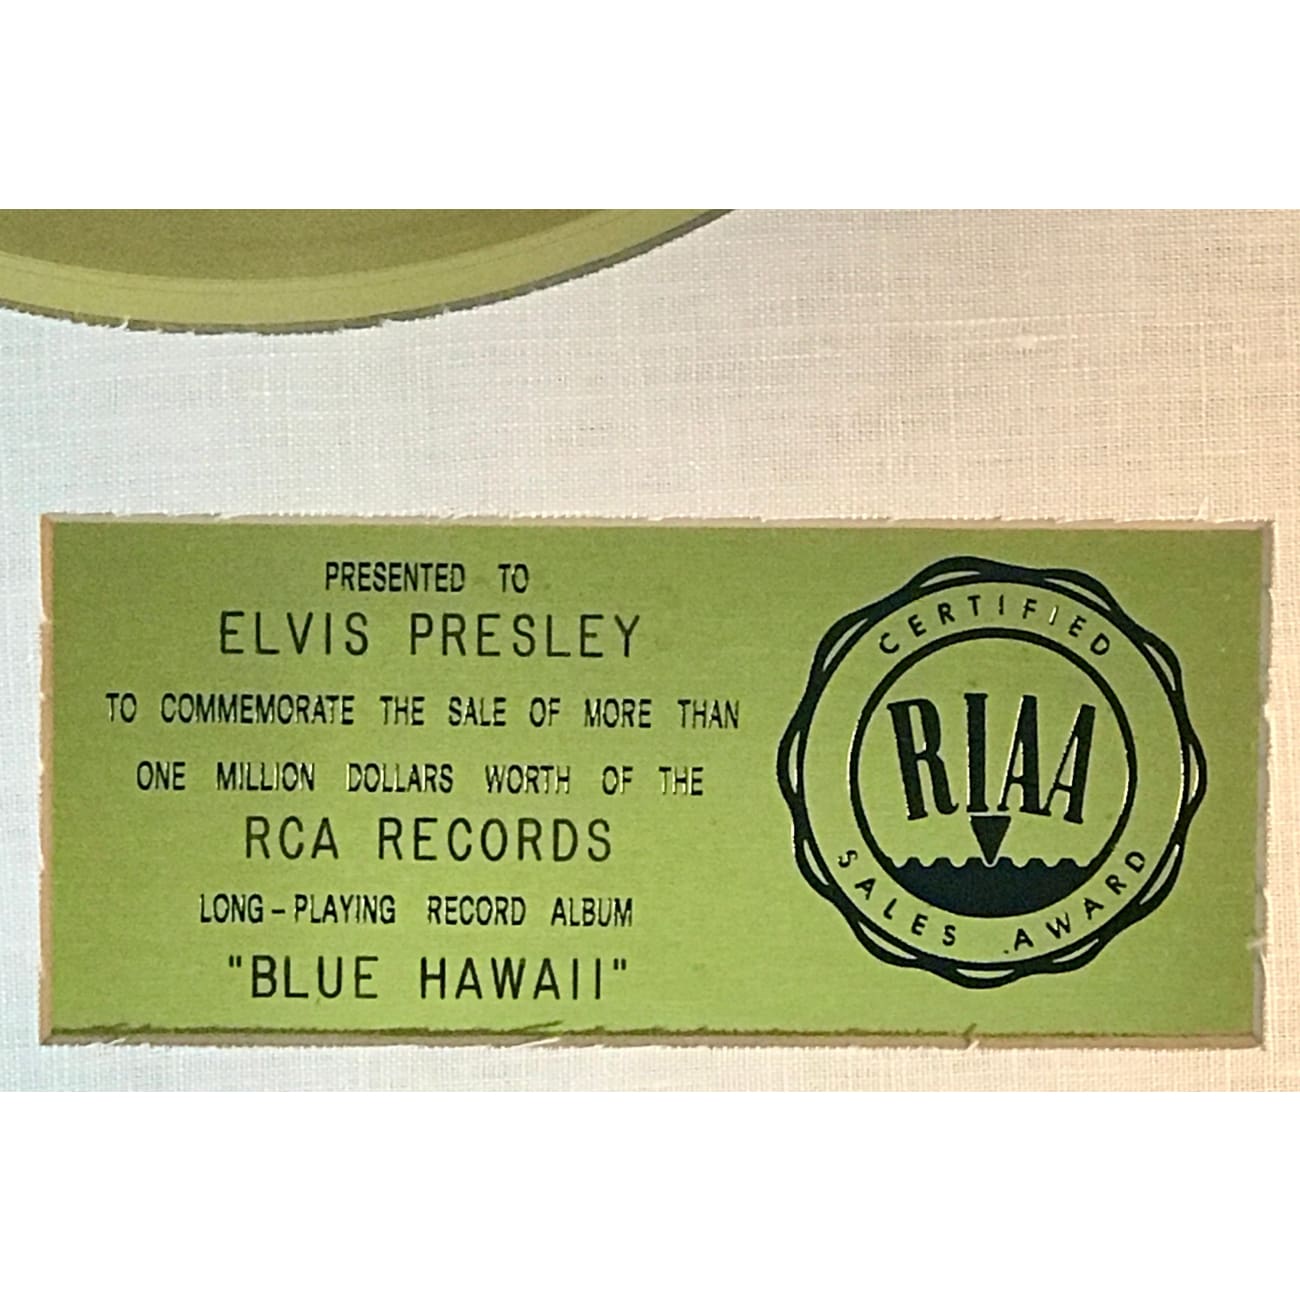 PRESENTED TO
ELVIS PRESLEY
TO COMMEMORATE THE SALE OF MORE THAN
ONE MILLION DOLLARS WORTH OF THE
RCA RECORDS
LONG-PLAYING RECORD ALBUM
"BLUE HAWAII"
CERTIFIED
RIAA
SALES AWARD